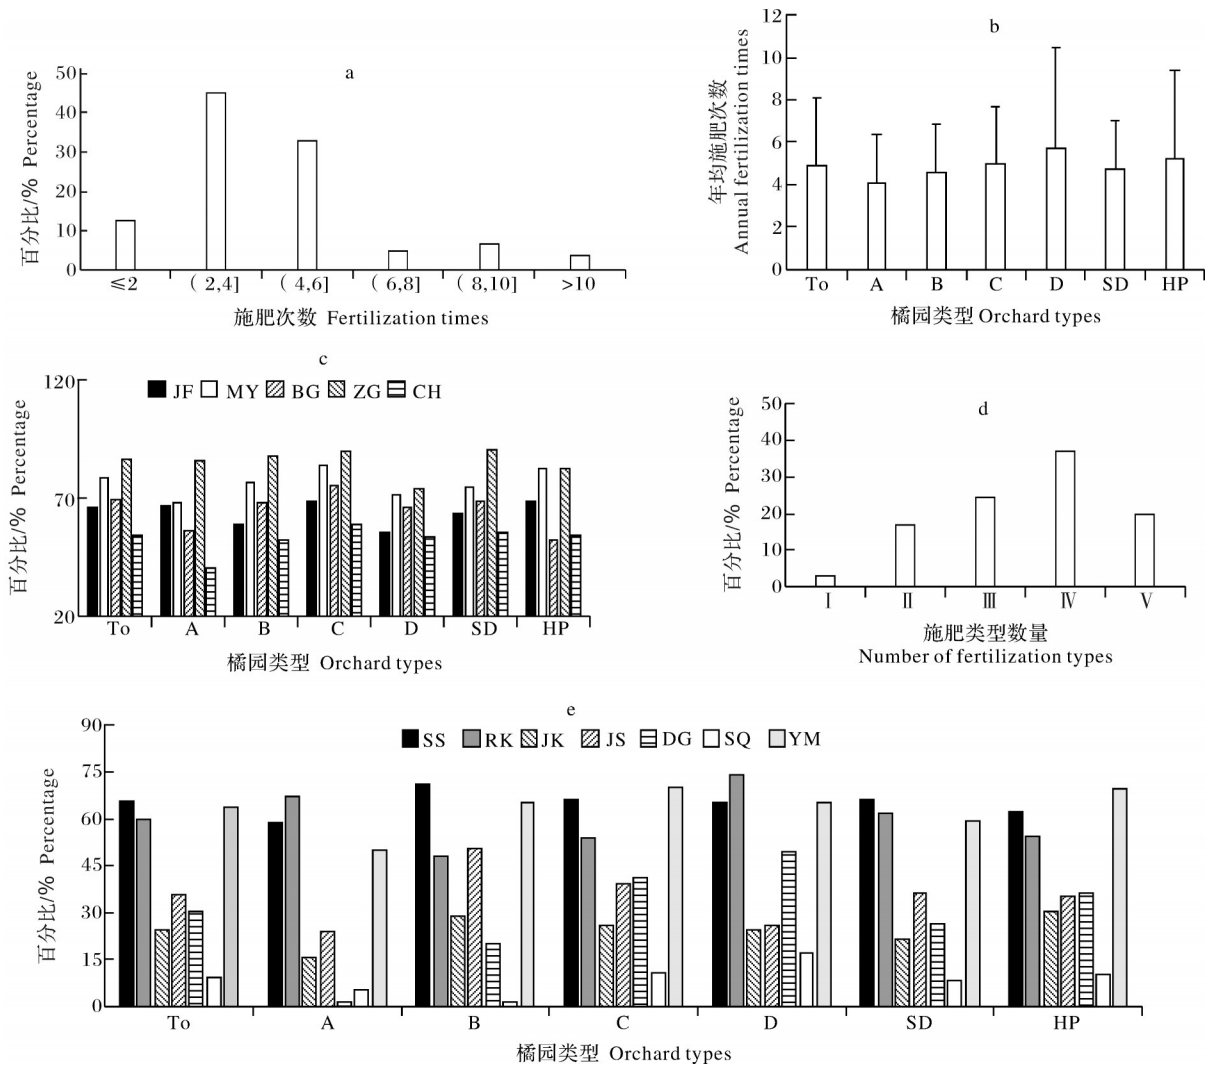 a
50
40
30
20
10
0
百分比/% Percentage
≤2 (2,4] (4,6] (6,8] (8,10] >10
施肥次数 Fertilization times
b
12
10
8
6
4
2
0
年均施肥次数
Annual fertilization times
To A B C D SD HP
橘园类型 Orchard types
c
JF MY BG ZG CH
120
70
20
百分比/% Percentage
To A B C D SD HP
橘园类型 Orchard types
d
50
40
30
20
10
0
百分比/% Percentage
Ⅰ Ⅱ Ⅲ Ⅳ Ⅴ
施肥类型数量
Number of fertilization types
e
SS RK JK JS DG SQ YM
90
75
60
45
30
15
0
百分比/% Percentage
To A B C D SD HP
橘园类型 Orchard types